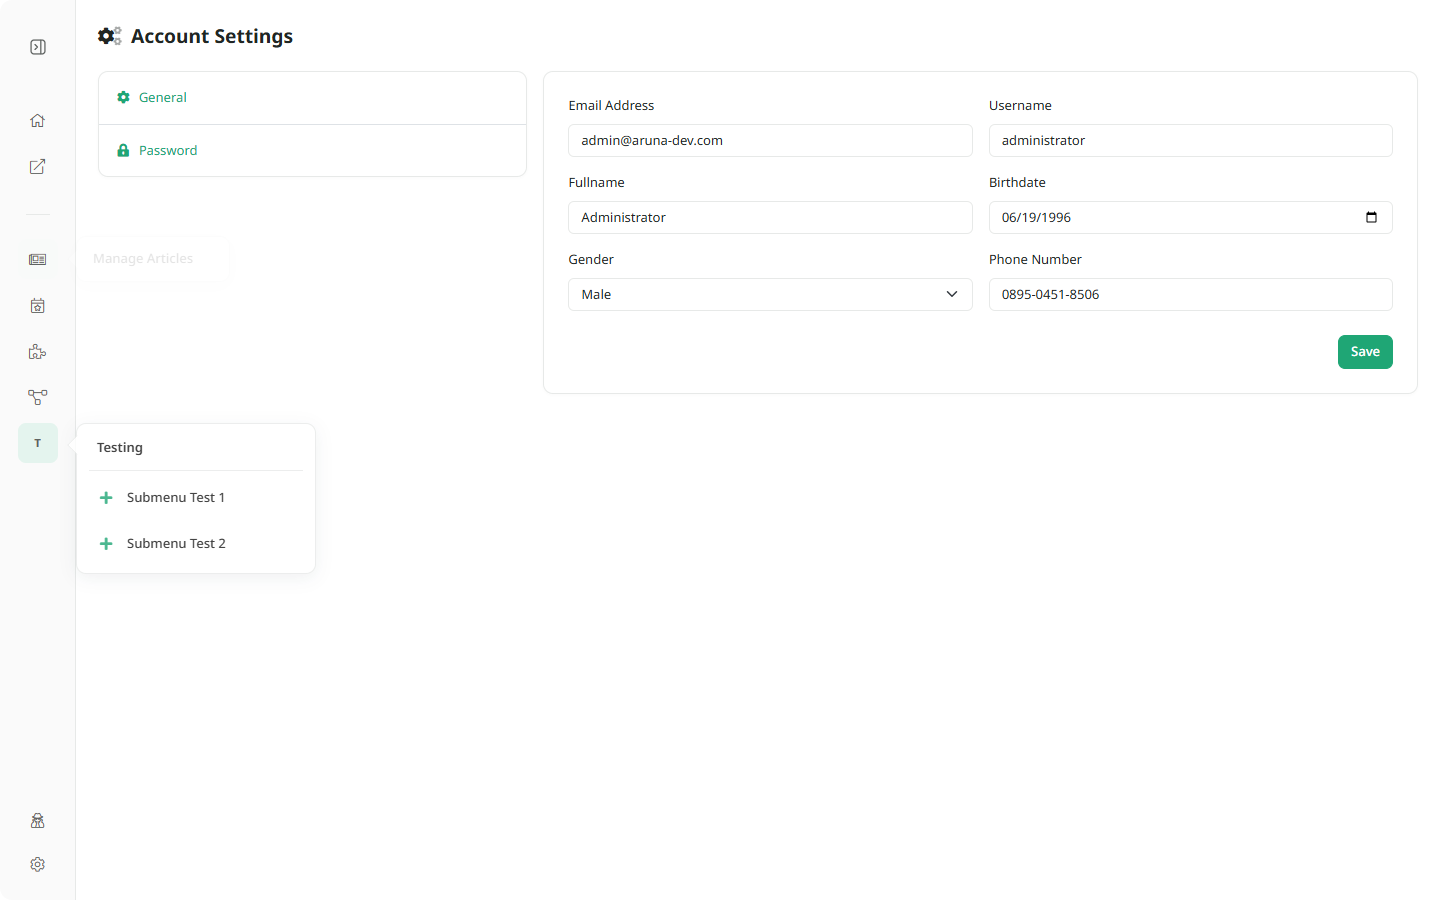 Account Settings
General
Password
Email Address
admin@aruna-dev.com
Username
administrator
Fullname
Administrator
Birthdate
06/19/1996
Gender
Male
Phone Number
0895-0451-8506
Save
Manage Articles
T
Testing
Submenu Test 1
Submenu Test 2